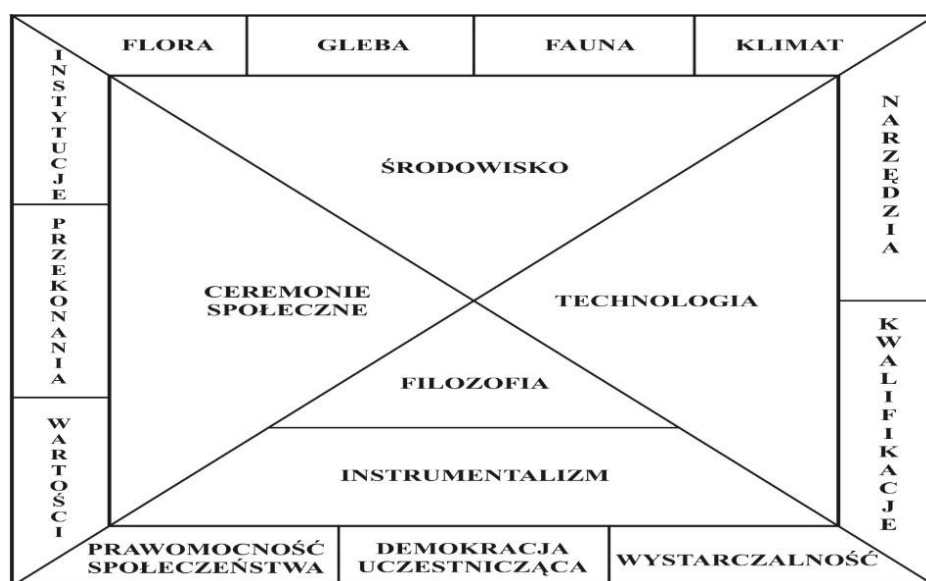 FLORA
GLEBA
FAUNA
KLIMAT
INSTYTUCJE
PRZEKONANIA
WARTOŚCI
ŚRODOWISKO
CEREMONIE
SPOŁECZNE
TECHNOLOGIA
FILOZOFIA
INSTRUMENTALIZM
NARZĘDZIA
KWALIFIKACJE
PRAWOMOCNOŚĆ
SPOŁECZEŃSTWA
DEMOKRACJA
UCZESTNICZĄCA
WYSTARCZALNOŚĆ